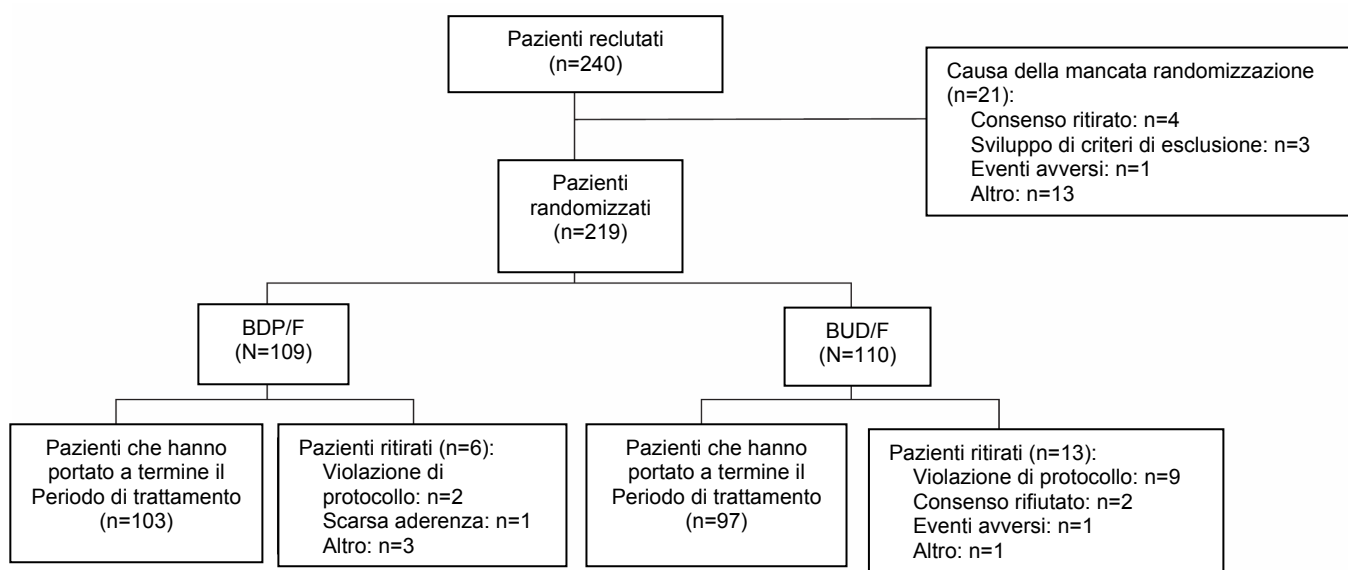 Pazienti reclutati
(n=240)
Causa della mancata randomizzazione
(n=21):
Consenso ritirato: n=4
Sviluppo di criteri di esclusione: n=3
Eventi avversi: n=1
Altro: n=13
Pazienti
randomizzati
(n=219)
BDP/F
(N=109)
BUD/F
(N=110)
Pazienti che hanno
portato a termine il
Periodo di trattamento
(n=103)
Pazienti ritirati (n=6):
Violazione di
protocollo: n=2
Scarsa aderenza: n=1
Altro: n=3
Pazienti che hanno
portato a termine il
Periodo di trattamento
(n=97)
Pazienti ritirati (n=13):
Violazione di protocollo: n=9
Consenso rifiutato: n=2
Eventi avversi: n=1
Altro: n=1